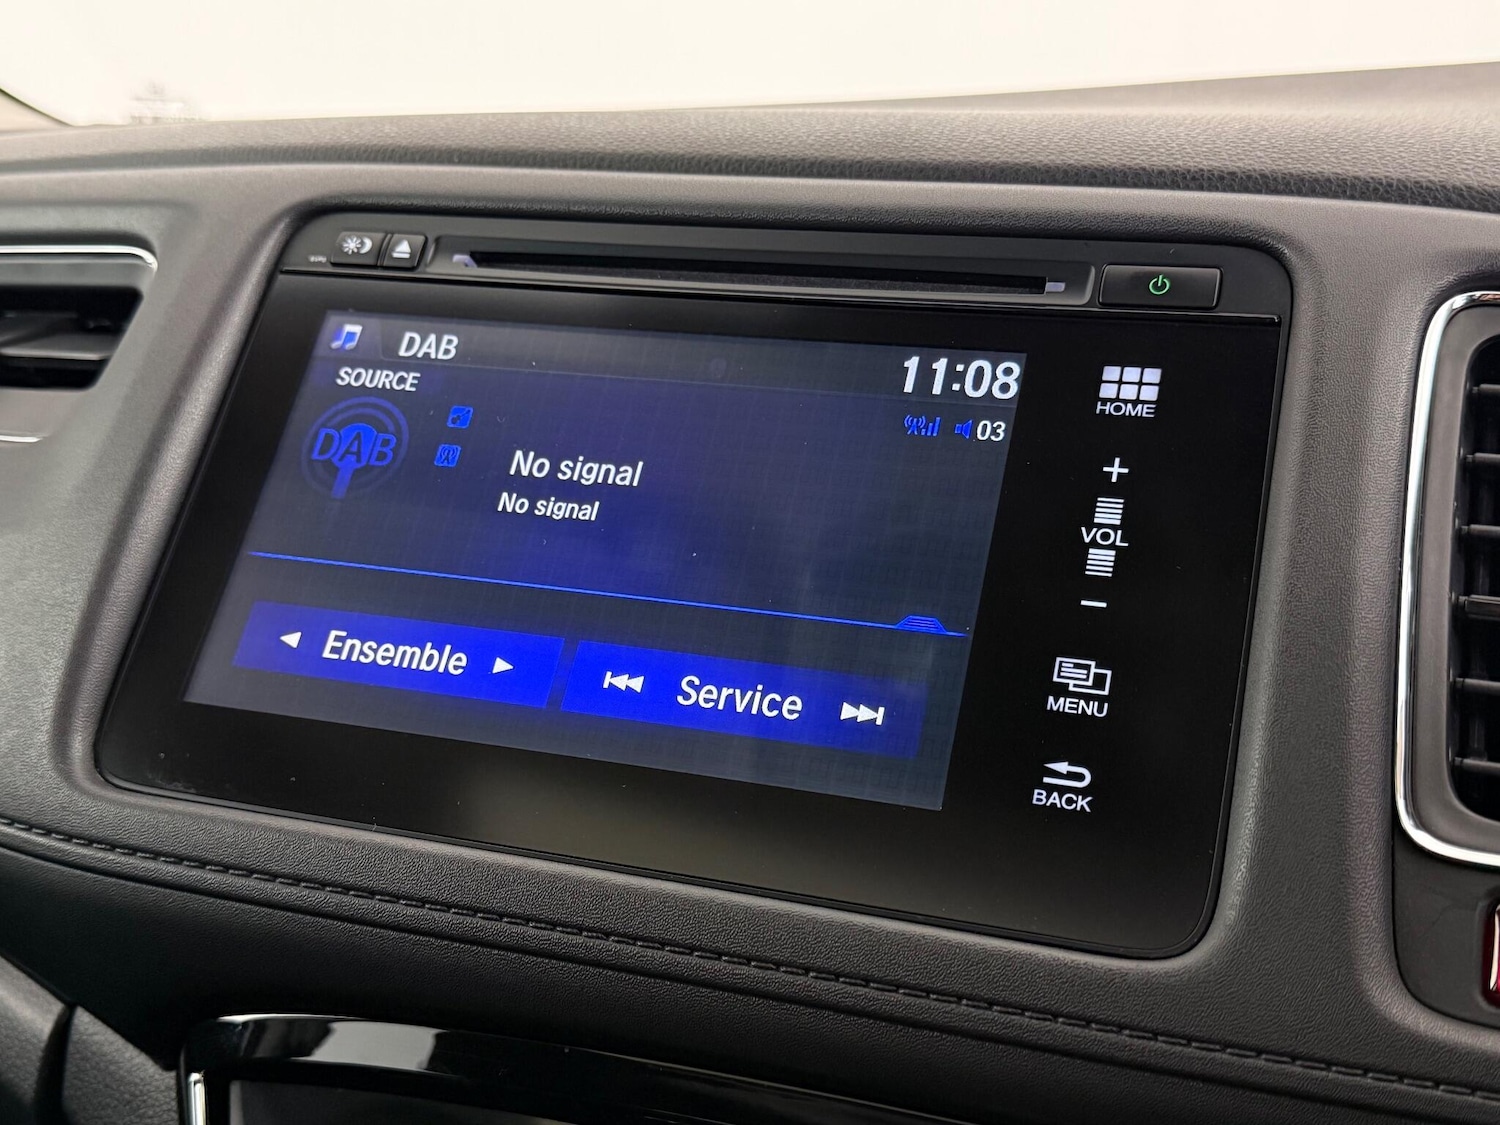 DAB
11:08
SOURCE
DAB
03
No signal
No signal
Ensemble
Service
HOME
+
VOL
−
MENU
BACK